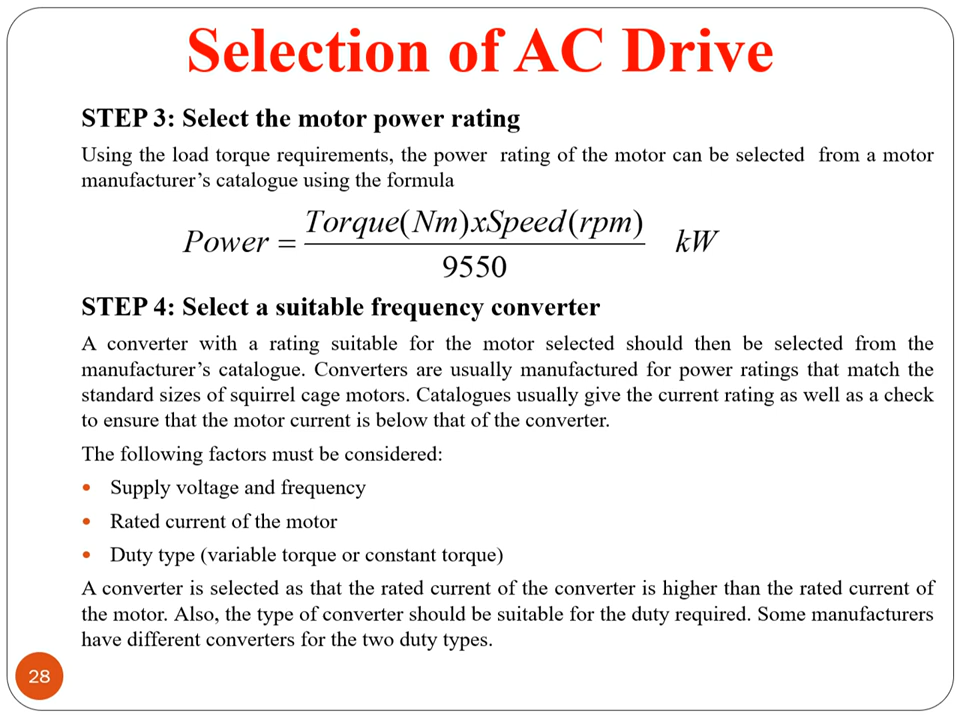 Selection of AC Drive
STEP 3: Select the motor power rating
Using the load torque requirements, the power rating of the motor can be selected from a motor
manufacturer’s catalogue using the formula
Power = Torque(Nm)xSpeed(rpm) / 9550 kW
STEP 4: Select a suitable frequency converter
A converter with a rating suitable for the motor selected should then be selected from the
manufacturer’s catalogue. Converters are usually manufactured for power ratings that match the
standard sizes of squirrel cage motors. Catalogues usually give the current rating as well as a check
to ensure that the motor current is below that of the converter.
The following factors must be considered:
• Supply voltage and frequency
• Rated current of the motor
• Duty type (variable torque or constant torque)
A converter is selected as that the rated current of the converter is higher than the rated current of
the motor. Also, the type of converter should be suitable for the duty required. Some manufacturers
have different converters for the two duty types.
28